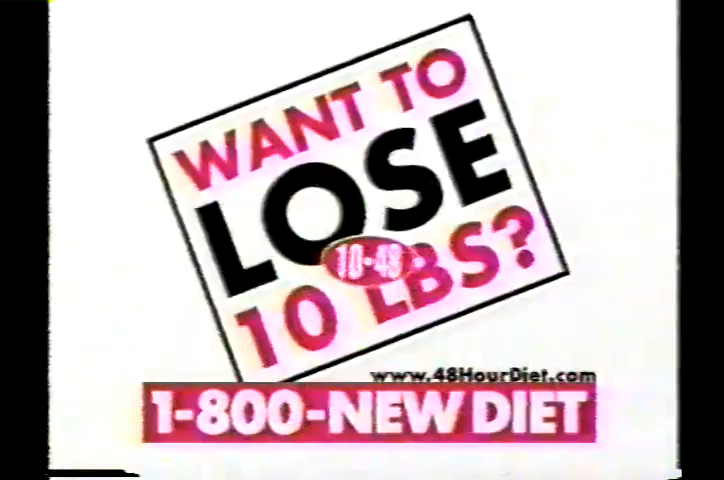 WANT TO
LOSE
10-48
10 LBS?
www.48HourDiet.com
1-800-NEW DIET